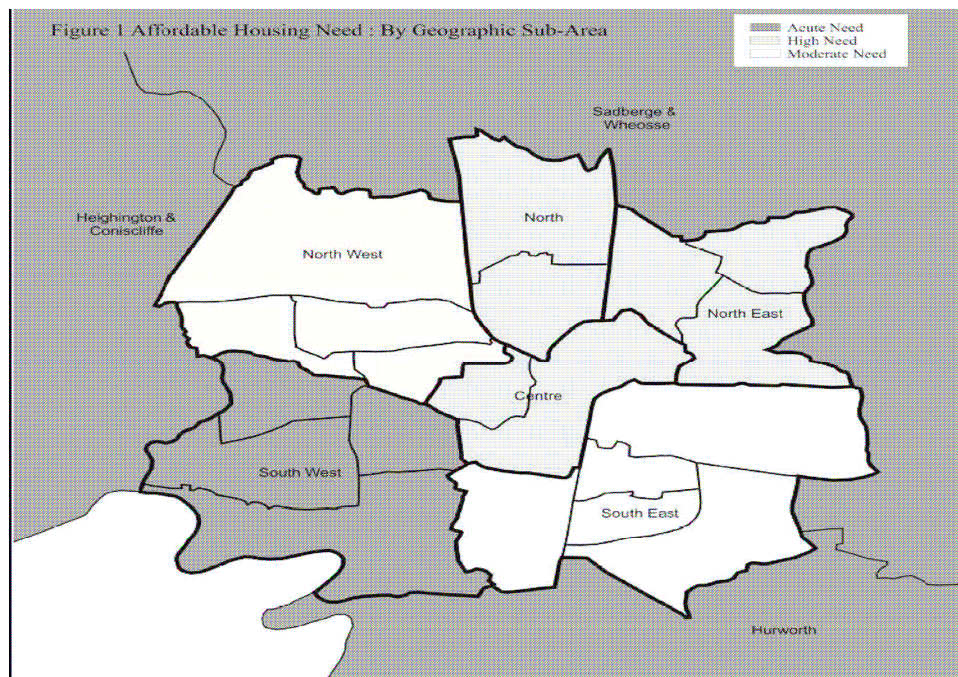 Figure 1 Affordable Housing Need : By Geographic Sub-Area
Acute Need
High Need
Moderate Need
Sadberge &
Wheosse
Heighington &
Coniscliffe
North
North West
North East
Centre
South West
South East
Hurworth